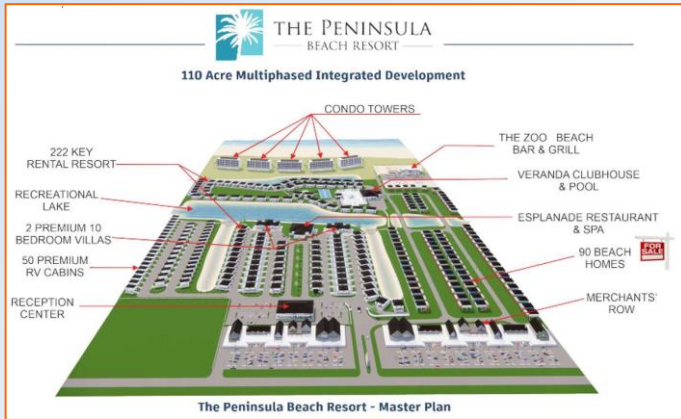 THE PENINSULA
BEACH RESORT
110 Acre Multiphased Integrated Development
CONDO TOWERS
222 KEY
RENTAL RESORT
THE ZOO BEACH
BAR & GRILL
VERANDA CLUBHOUSE
& POOL
RECREATIONAL
LAKE
ESPLANADE RESTAURANT
& SPA
2 PREMIUM 10
BEDROOM VILLAS
FOR
SALE
90 BEACH
HOMES
50 PREMIUM
RV CABINS
RECEPTION
CENTER
MERCHANTS'
ROW
The Peninsula Beach Resort - Master Plan